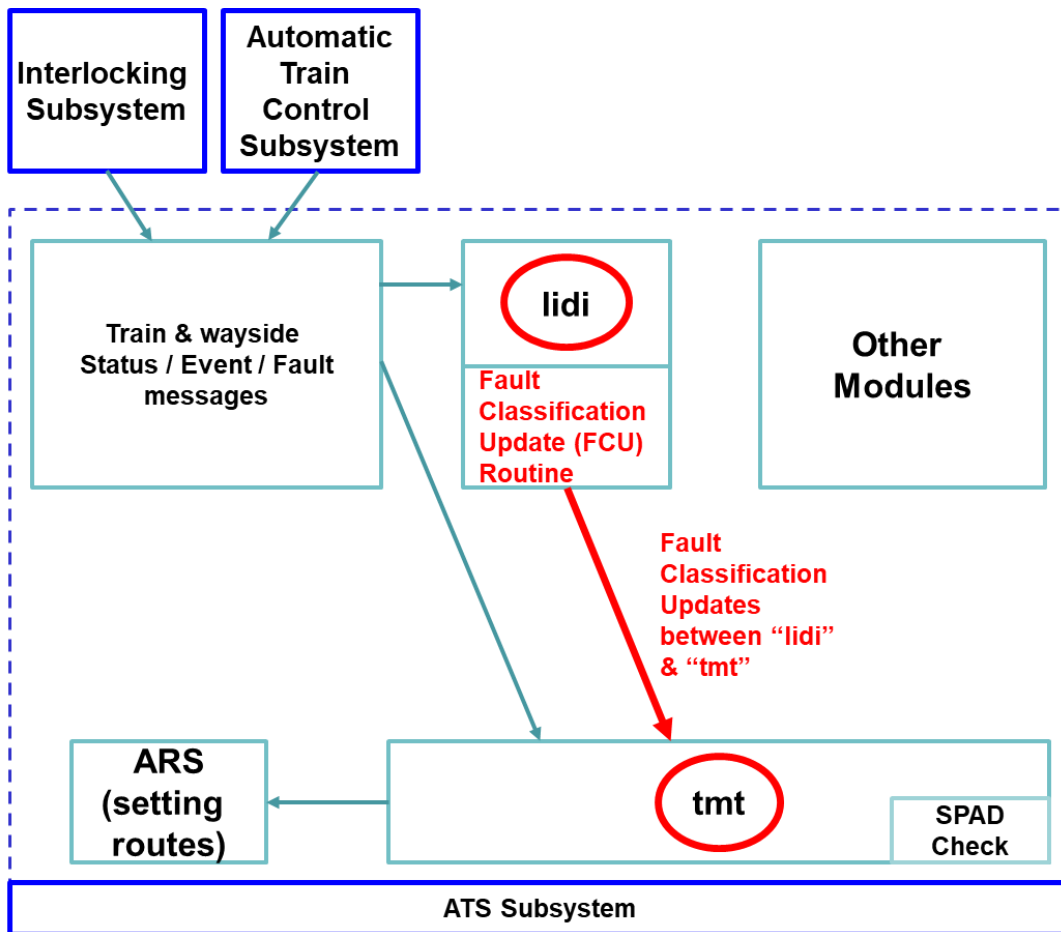 Interlocking
Subsystem
Automatic
Train
Control
Subsystem
Train & wayside
Status / Event / Fault
messages
lidi
Fault
Classification
Update (FCU)
Routine
Other
Modules
Fault
Classification
Updates
between “lidi”
& “tmt”
ARS
(setting
routes)
tmt
SPAD
Check
ATS Subsystem